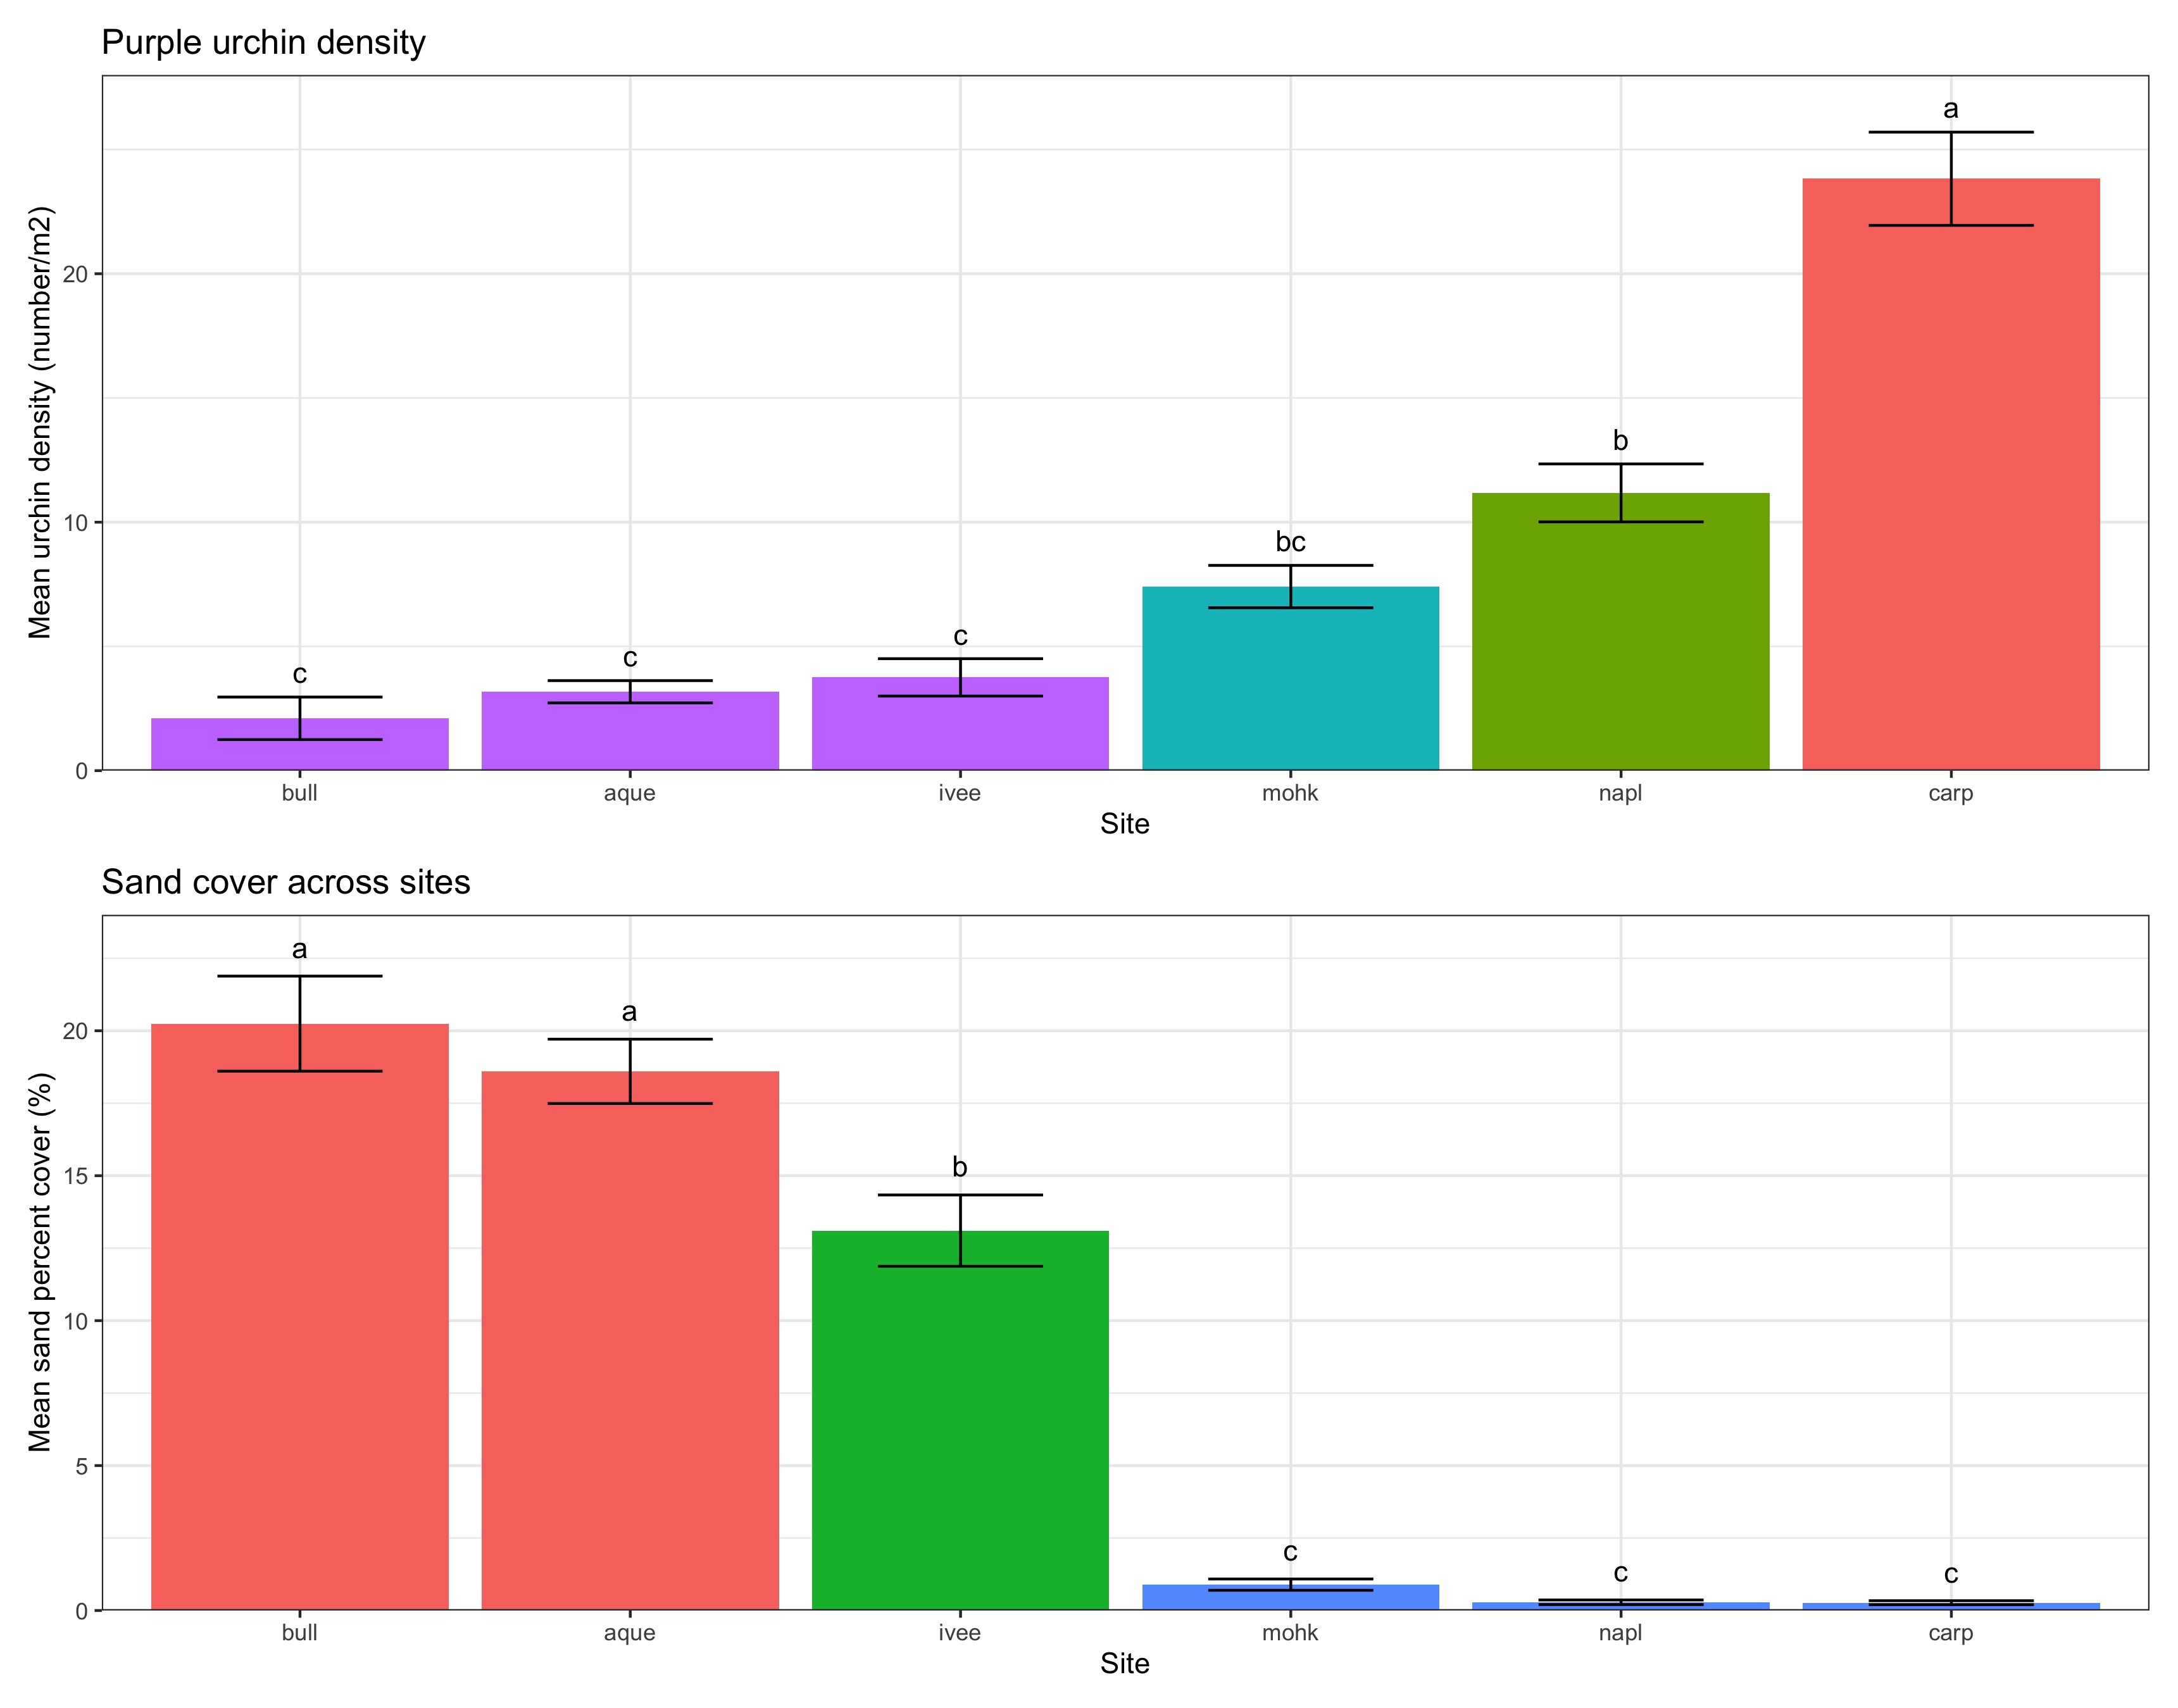 Purple urchin density
Mean urchin density (number/m2)
20
10
0
a
b
bc
c
c
c
bull aque ivee mohk napl carp
Site
Sand cover across sites
Mean sand percent cover (%)
20
15
10
5
0
a
a
b
c
c
c
bull aque ivee mohk napl carp
Site